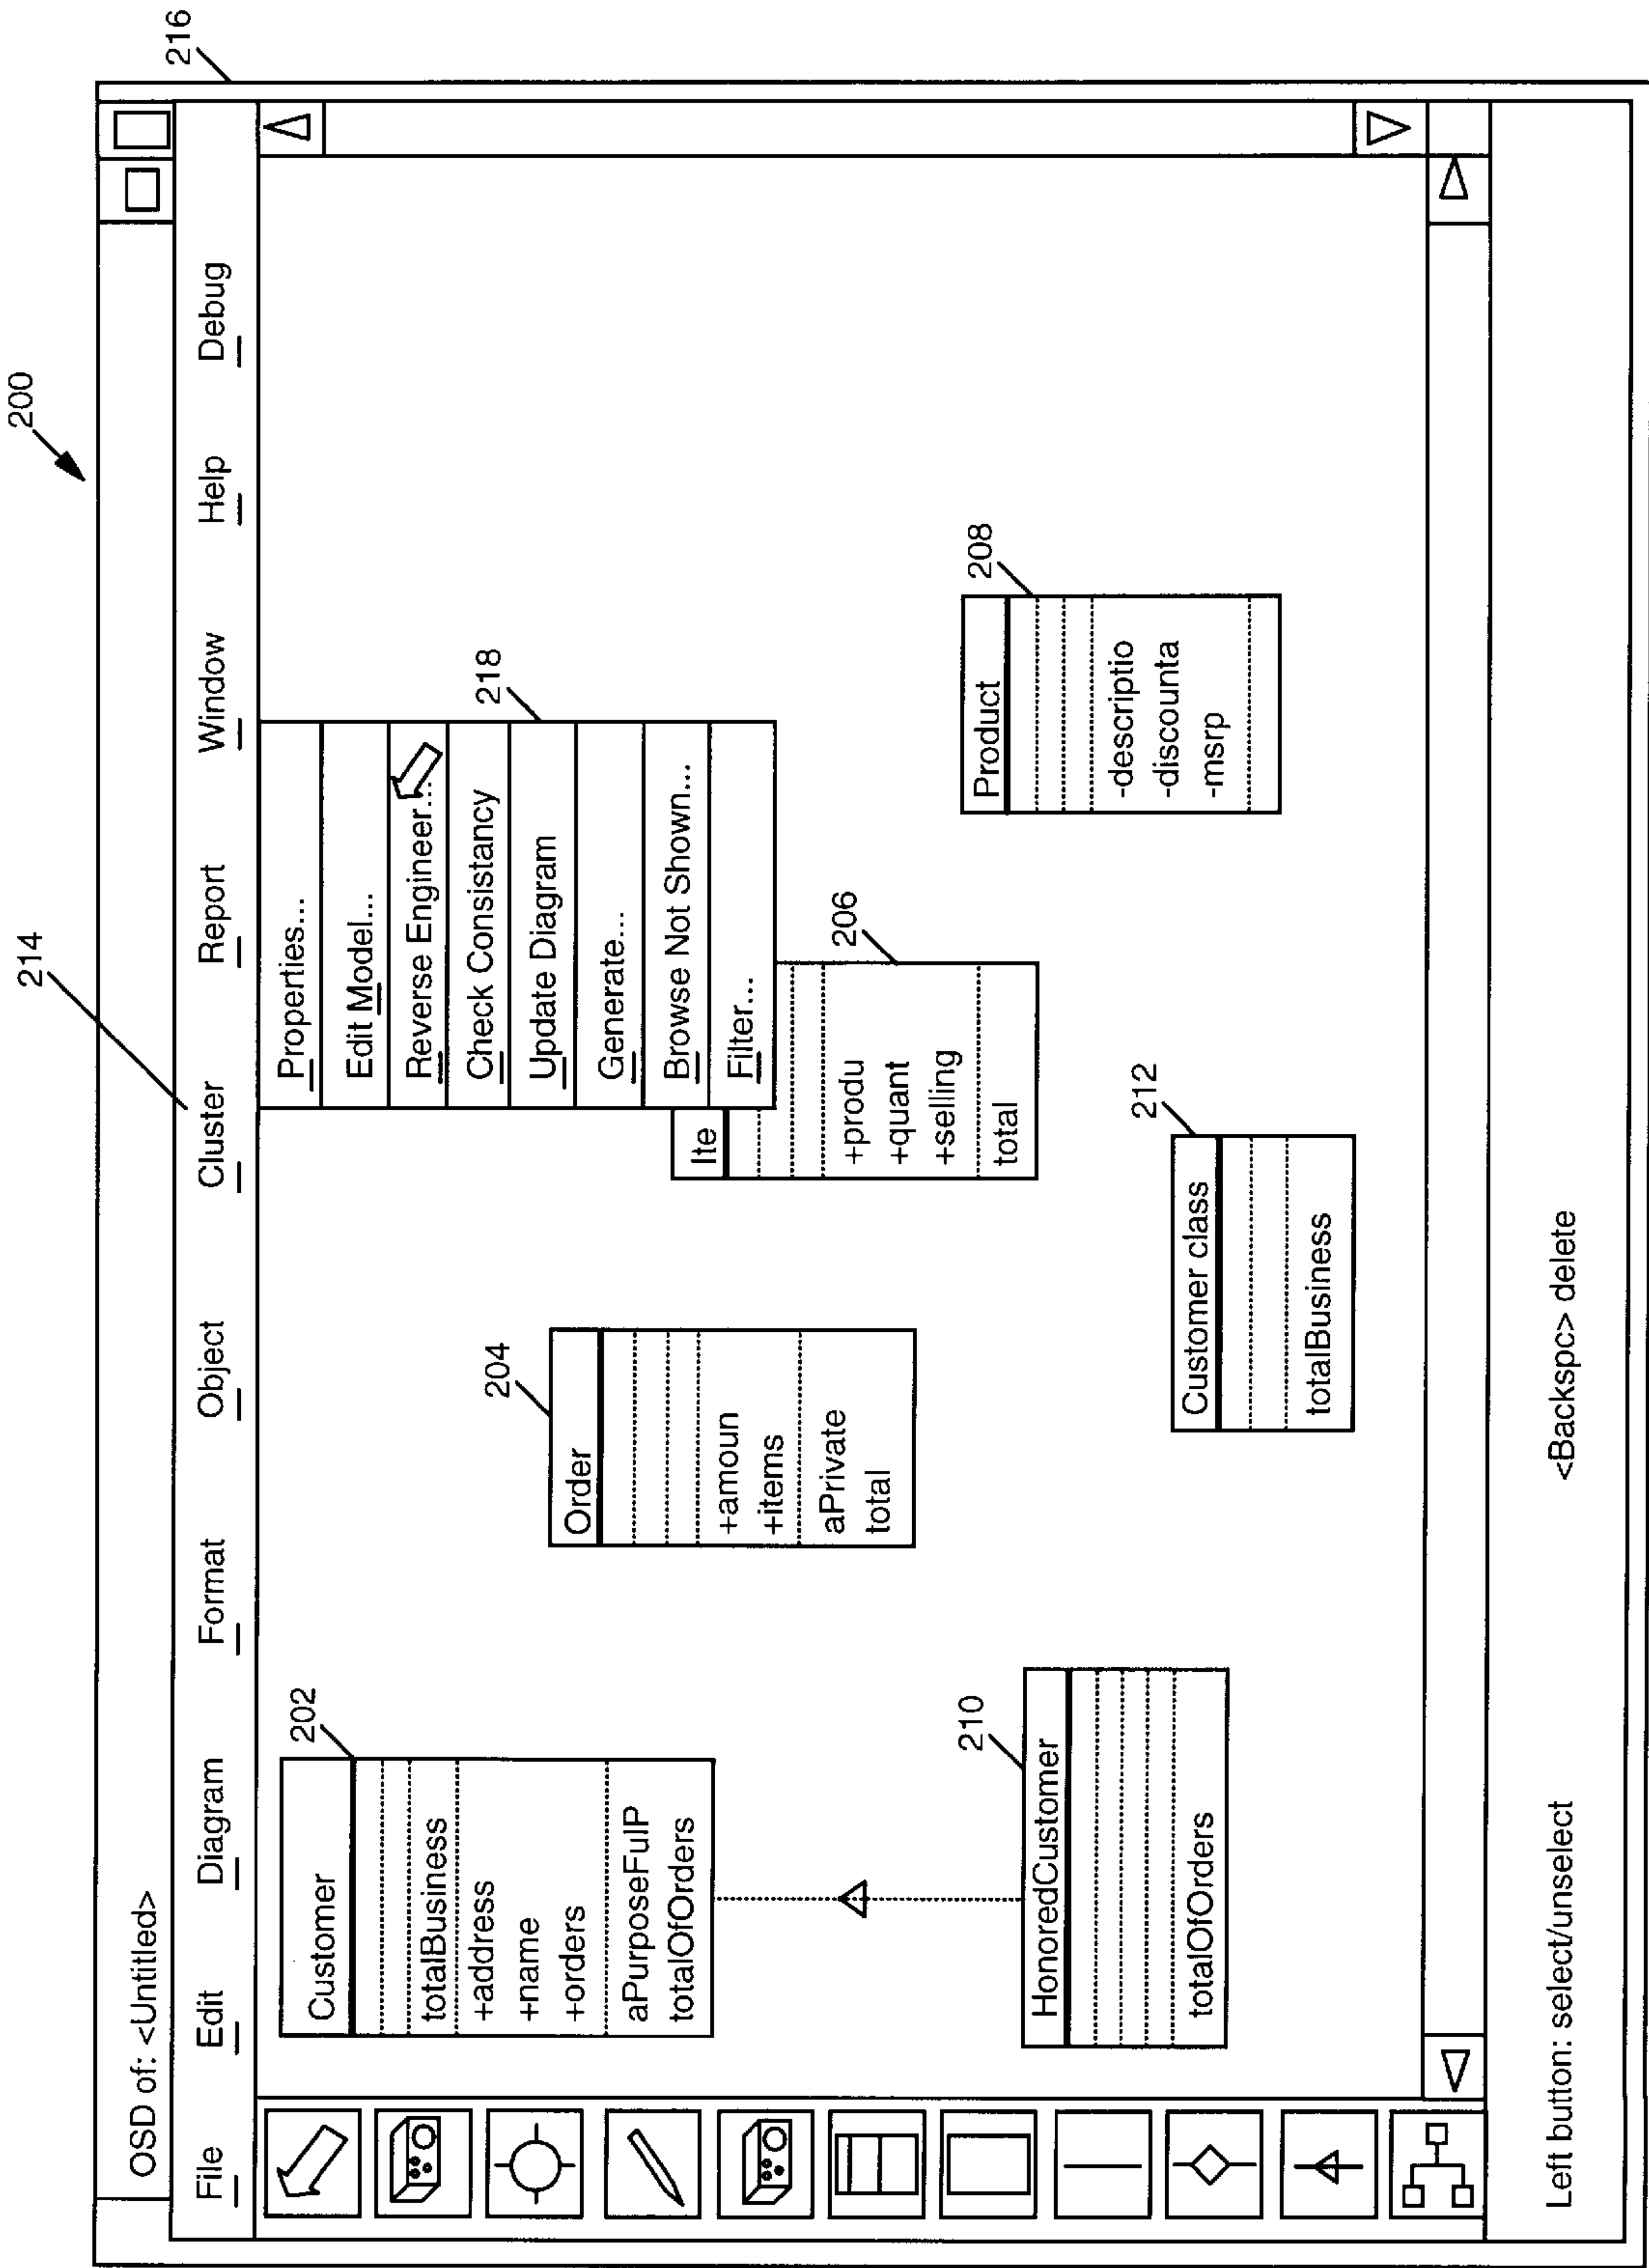 200
214
216
OSD of: <Untitled>
File Edit Diagram Format Object Cluster Report Window Help Debug
Properties...
Edit Model...
Reverse Engineer...
Check Consistancy
Update Diagram
Generate...
Browse Not Shown...
Filter...
218
202
Customer
totalBusiness
+address
+name
+orders
aPurposeFulP
totalOfOrders
204
Order
+amoun
+items
aPrivate
total
206
Ite
+produ
+quant
+selling
total
208
Product
-descriptio
-discounta
-msrp
210
HonoredCustomer
totalOfOrders
212
Customer class
totalBusiness
Left button: select/unselect <Backspc> delete